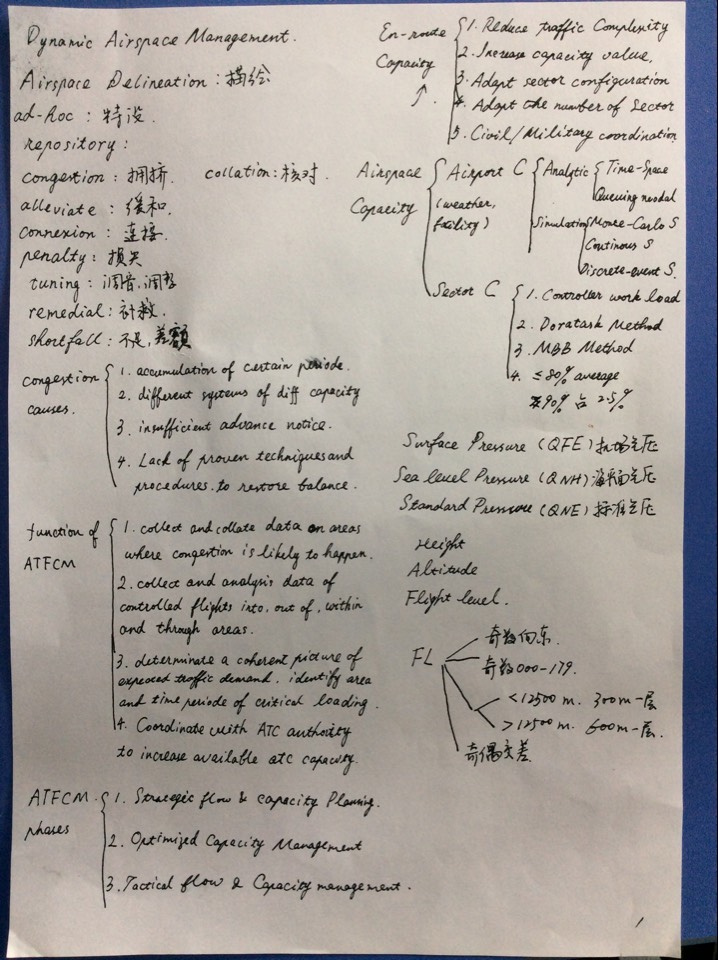 Dynamic Airspace Management.
Airspace Delineation : 描绘
ad-hoc : 特设.
repository :
congestion : 拥挤. collation : 核对.
alleviate : 缓和.
connexion : 连接.
penalty : 损失
tuning : 调音, 调整
remedial : 补救.
shortfall : 不足, 差额
congestion causes.
1. accumulation of certain periode.
2. different systems of diff capacity
3. insufficient advance notice.
4. Lack of proven techniques and
procedures. to restore balance.
function of ATFCM
1. collect and collate data on areas
where congestion is likely to happen.
2. collect and analysis data of
controlled flights into, out of, within
and through areas.
3. determinate a coherent picture of
expected traffic demand. identify area
and time periode of critical loading.
4. Coordinate with ATC authority
to increase available atc capacity.
ATFCM phases
1. Strategic flow & capacity Planning.
2. Optimized Capacity Management
3. Tactical flow & Capacity management.
En-route Capacity ↑.
1. Reduce traffic Complexity
2. Increase capacity value.
3. Adapt sector configuration
4. Adapt the number of Sector
5. Civil/Military coordination
Airspace Capacity
Airport C
(weather, facility)
Analytic
Time-Space
Queuing modal
Simulation
Monte-Carlo S
Continous S
Discrete-event S.
Sector C
1. Controller work load
2. Doratask Method
3. MBB Method
4. ≤80% average
90% 占 2.5%
Surface Pressure (QFE) 机场气压
Sea level Pressure (QNH) 海平面气压
Standard Pressure (QNE) 标准气压
Height
Altitude
Flight level.
FL
奇数向东.
奇数000-179.
<12500 m. 300m一层
>12500 m. 600m一层.
奇偶交差.
1